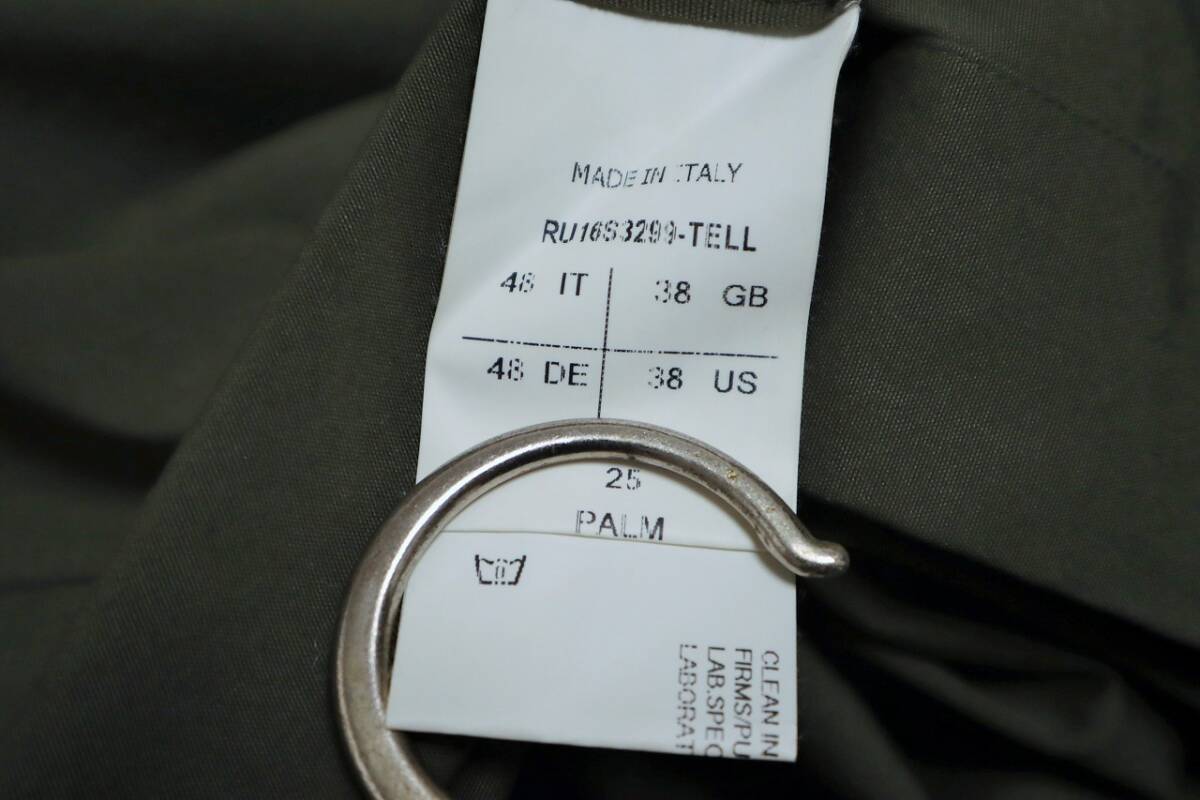 MADE IN ITALY
RU16S3299-TELL
48 IT 38 GB
48 DE 38 US
25
PALM
CLEAN IN
FIRMS/PU
LAB.SPEC
LABORAT